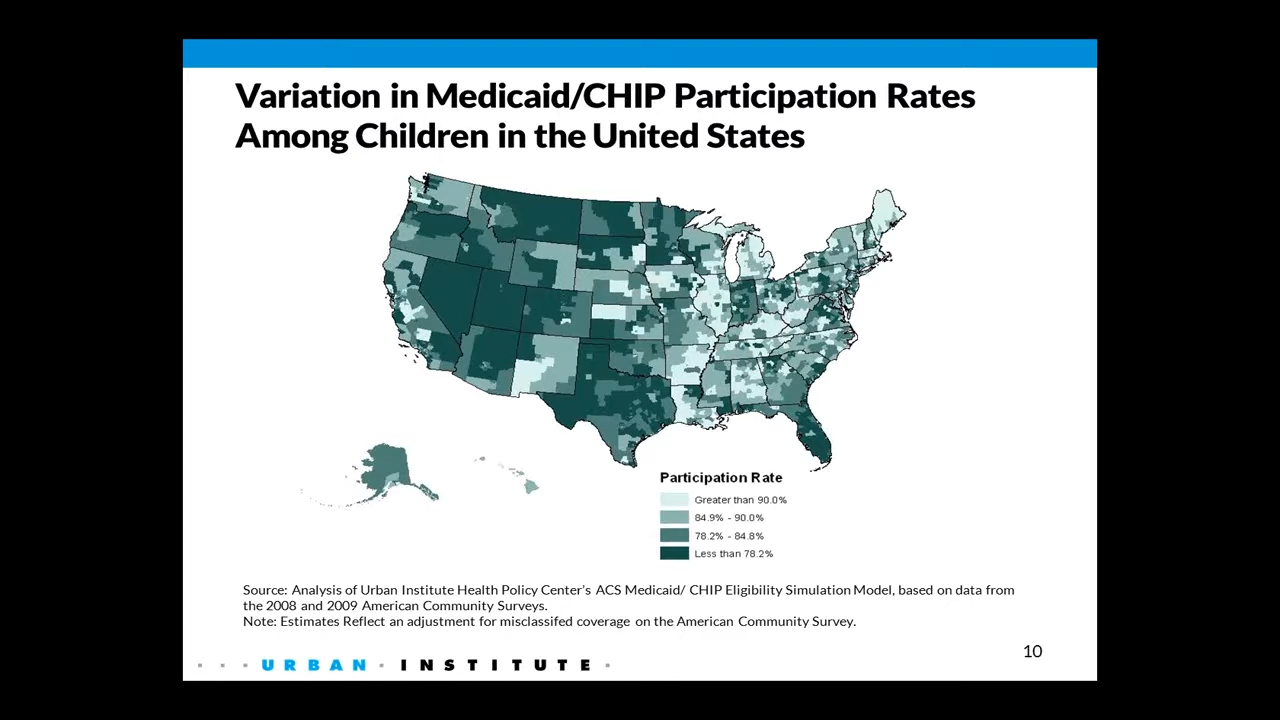 Variation in Medicaid/CHIP Participation Rates
Among Children in the United States
Participation Rate
Greater than 90.0%
84.9% - 90.0%
78.2% - 84.8%
Less than 78.2%
Source: Analysis of Urban Institute Health Policy Center's ACS Medicaid/ CHIP Eligibility Simulation Model, based on data from
the 2008 and 2009 American Community Surveys.
Note: Estimates Reflect an adjustment for misclassifed coverage on the American Community Survey.
10
URBAN INSTITUTE